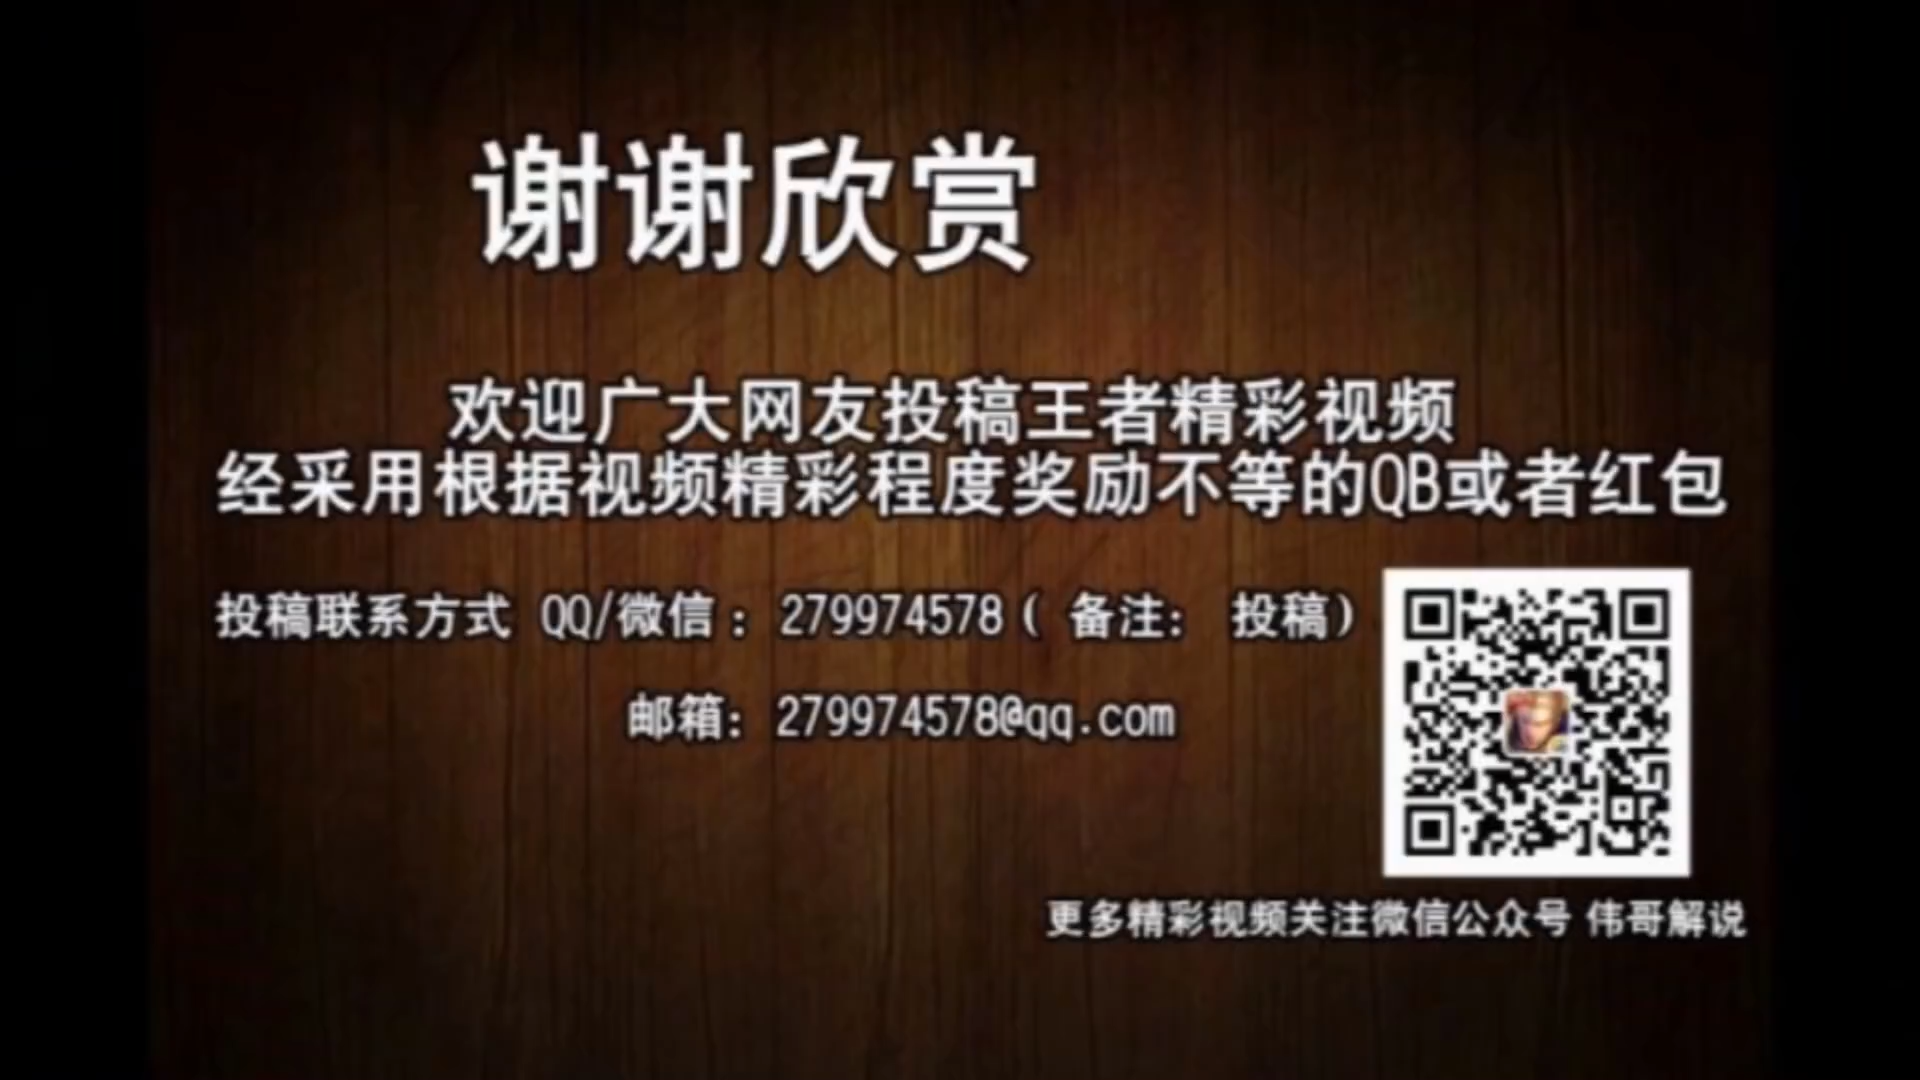 谢谢欣赏
欢迎广大网友投稿王者精彩视频
经采用根据视频精彩程度奖励不等的QB或者红包
投稿联系方式 QQ/微信：279974578（ 备注： 投稿）
邮箱：279974578@qq.com
更多精彩视频关注微信公众号 伟哥解说